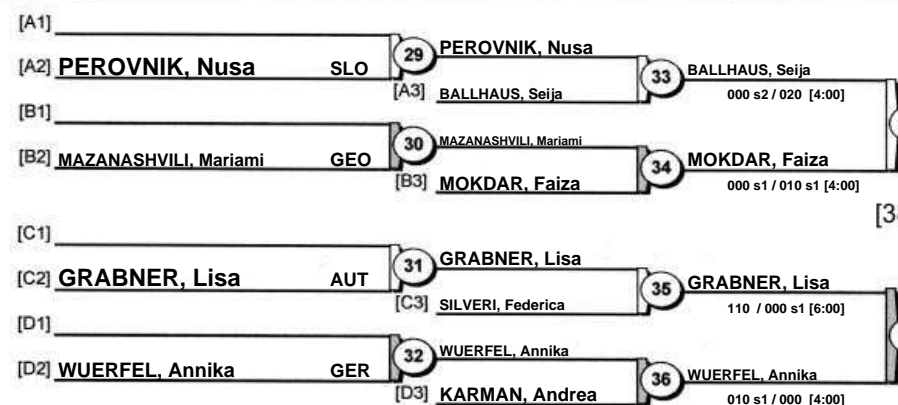 [A1]
[A2] PEROVNIK, Nusa SLO
29
PEROVNIK, Nusa
[A3] BALLHAUS, Seija
33
BALLHAUS, Seija
000 s2 / 020 [4:00]
[B1]
[B2] MAZANASHVILI, Mariami GEO
30
MAZANASHVILI, Mariami
[B3] MOKDAR, Faiza
34
MOKDAR, Faiza
000 s1 / 010 s1 [4:00]
[C1]
[C2] GRABNER, Lisa AUT
31
GRABNER, Lisa
[C3] SILVERI, Federica
35
GRABNER, Lisa
110 / 000 s1 [6:00]
[D1]
[D2] WUERFEL, Annika GER
32
WUERFEL, Annika
[D3] KARMAN, Andrea
36
WUERFEL, Annika
010 s1 / 000 [4:00]